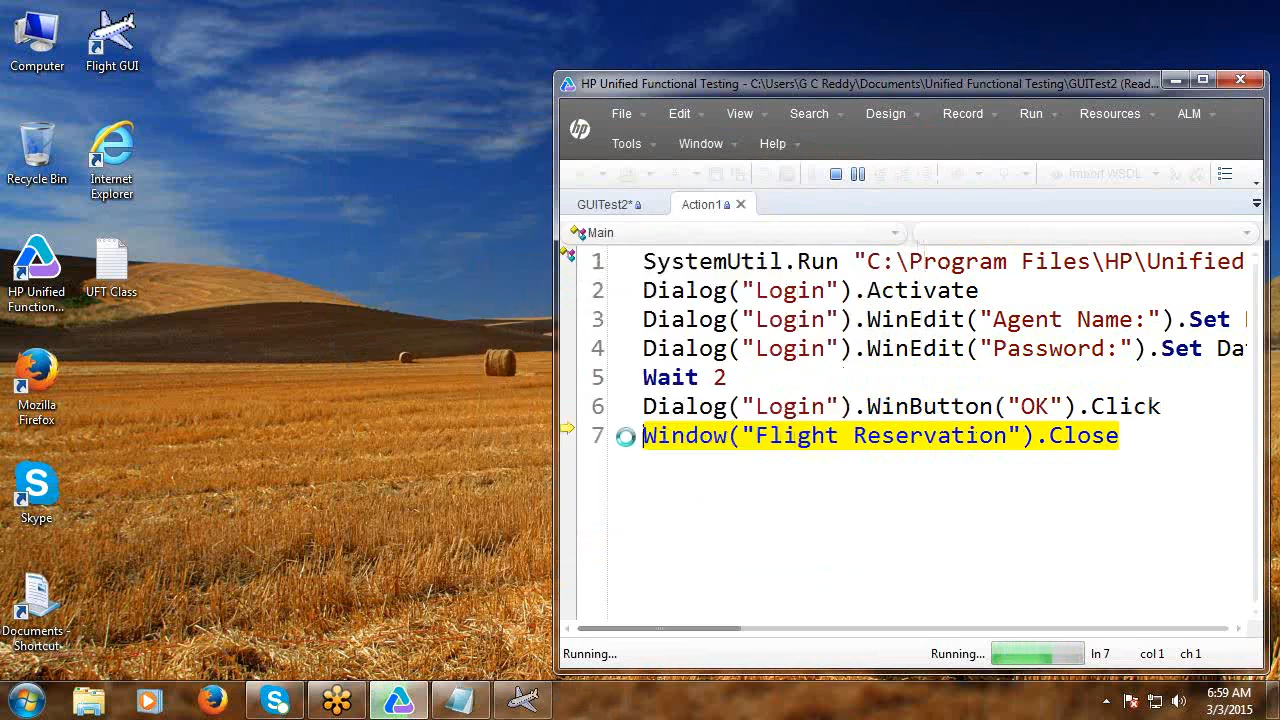 Computer
Flight GUI
Recycle Bin
Internet
Explorer
HP Unified
Function...
UFT Class
Mozilla
Firefox
Skype
Documents -
Shortcut
HP Unified Functional Testing - C:\Users\G C Reddy\Documents\Unified Functional Testing\GUITest2 (Read...
hp
File Edit View Search Design Record Run Resources ALM
Tools Window Help
Import WSDL
GUITest2* Action1
Main
1 SystemUtil.Run "C:\Program Files\HP\Unified
2 Dialog("Login").Activate
3 Dialog("Login").WinEdit("Agent Name:").Set
4 Dialog("Login").WinEdit("Password:").Set Da
5 Wait 2
6 Dialog("Login").WinButton("OK").Click
7 Window("Flight Reservation").Close
Running... Running... ln 7 col 1 ch 1
6:59 AM
3/3/2015